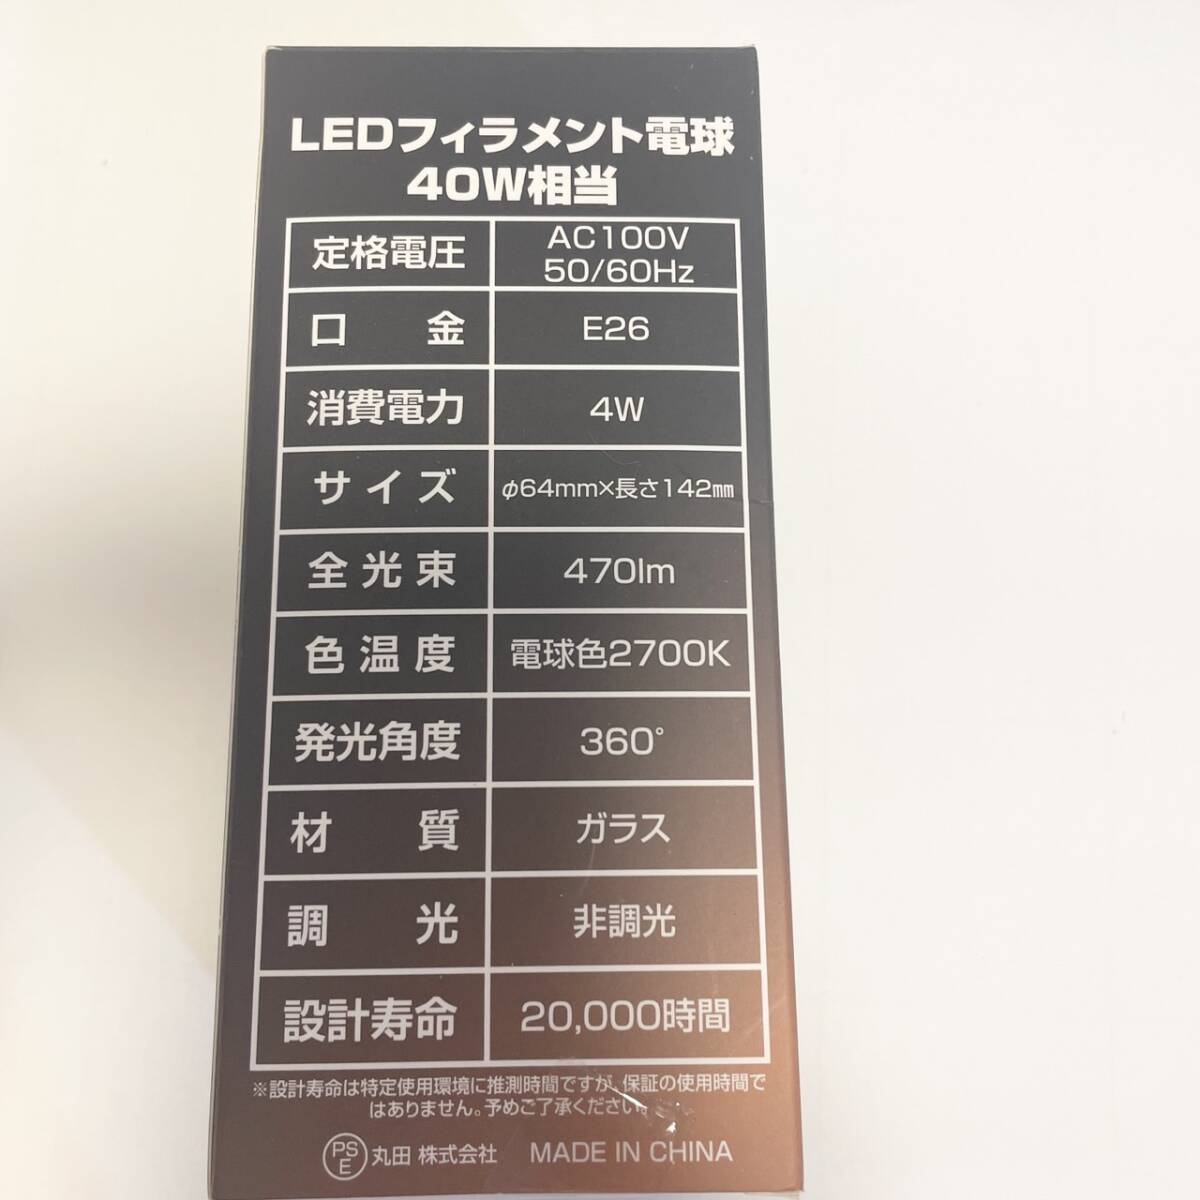 LEDフィラメント電球
40W相当
定格電圧 AC100V
50/60Hz
口金 E26
消費電力 4W
サイズ φ64mm×長さ142㎜
全光束 470lm
色温度 電球色2700K
発光角度 360°
材質 ガラス
調光 非調光
設計寿命 20,000時間
※設計寿命は特定使用環境に推測時間ですが、保証の使用時間で
はありません。予めご了承ください。
PSE 丸田 株式会社 MADE IN CHINA